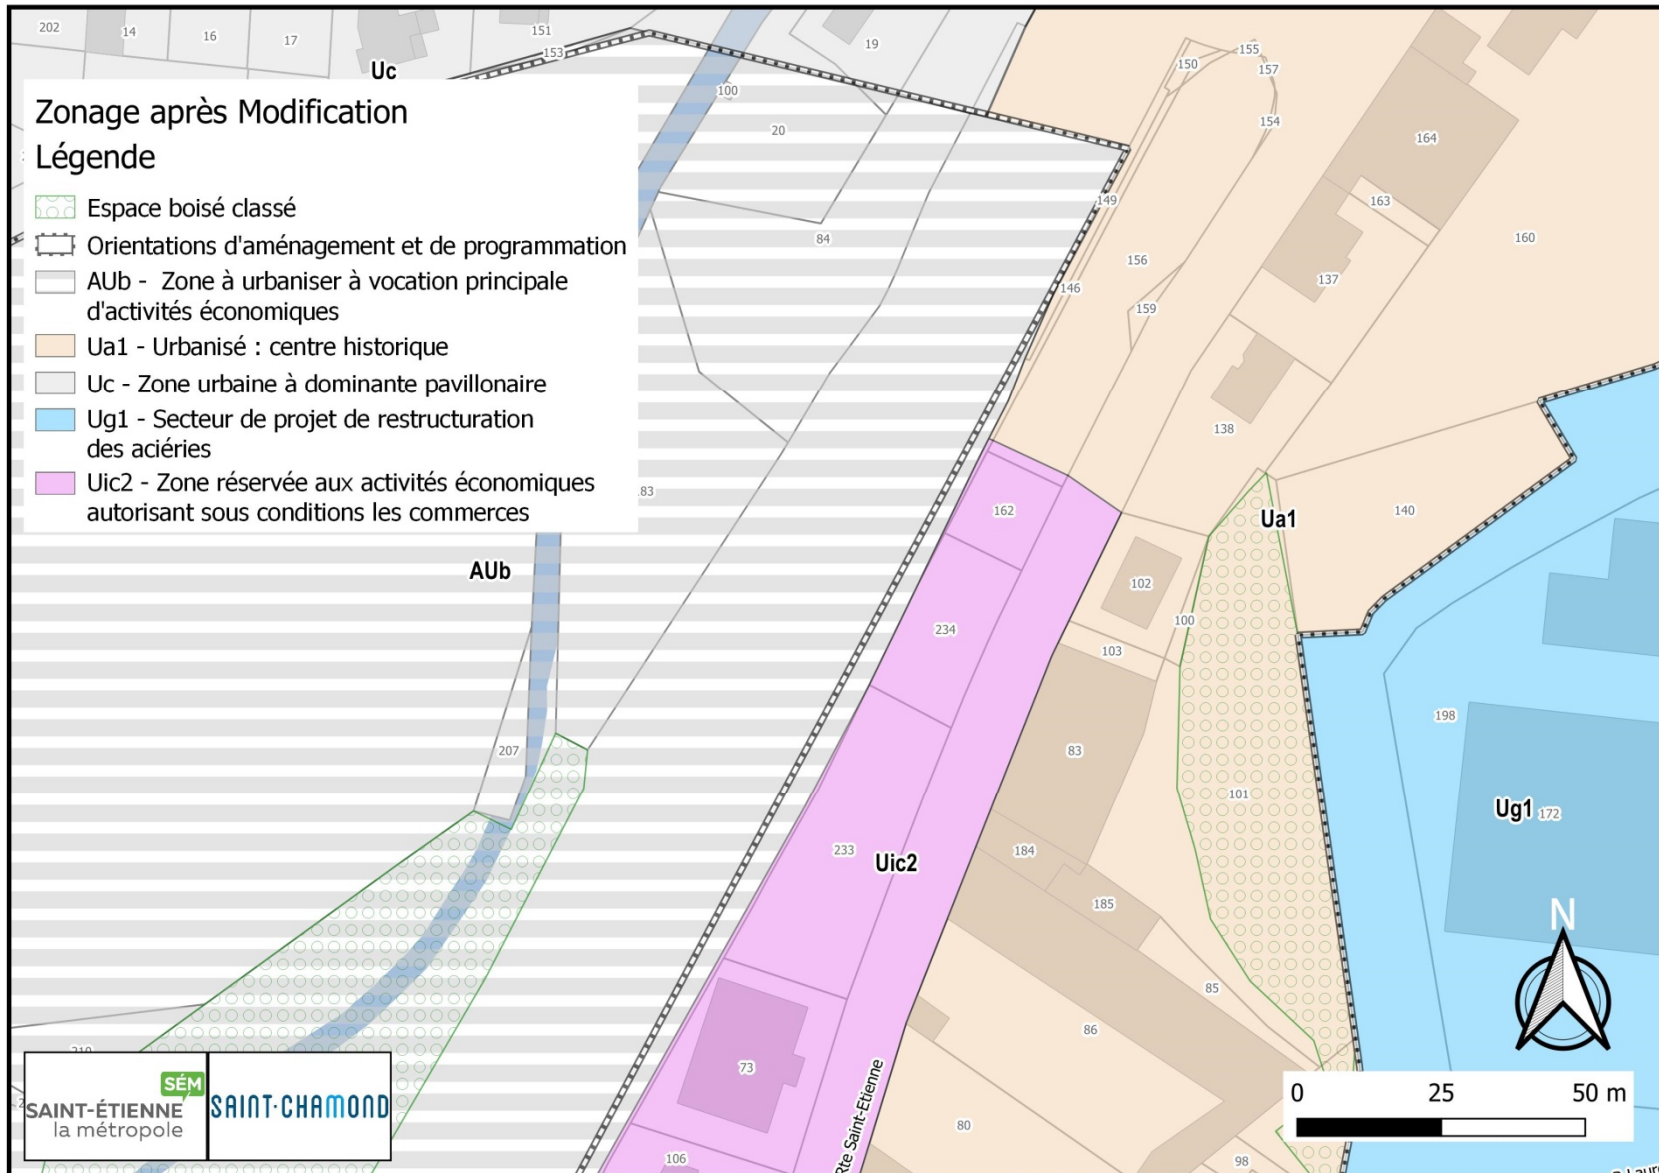 202
14
16
17
151
153
19
Uc
100
20
150
155
157
154
164
Zonage après Modification
Légende
Espace boisé classé
Orientations d'aménagement et de programmation
AUb - Zone à urbaniser à vocation principale
d'activités économiques
Ua1 - Urbanisé : centre historique
Uc - Zone urbaine à dominante pavillonaire
Ug1 - Secteur de projet de restructuration
des aciéries
Uic2 - Zone réservée aux activités économiques
autorisant sous conditions les commerces
149
163
84
156
160
137
146
159
138
83
162
Ua1
140
AUb
102
234
100
103
198
207
83
101
Ug1 172
233
Uic2
184
185
N
85
86
73
Rte Saint-Etienne
80
106
98
SÉM
SAINT-ÉTIENNE
la métropole
SAINT-CHAMOND
0 25 50 m